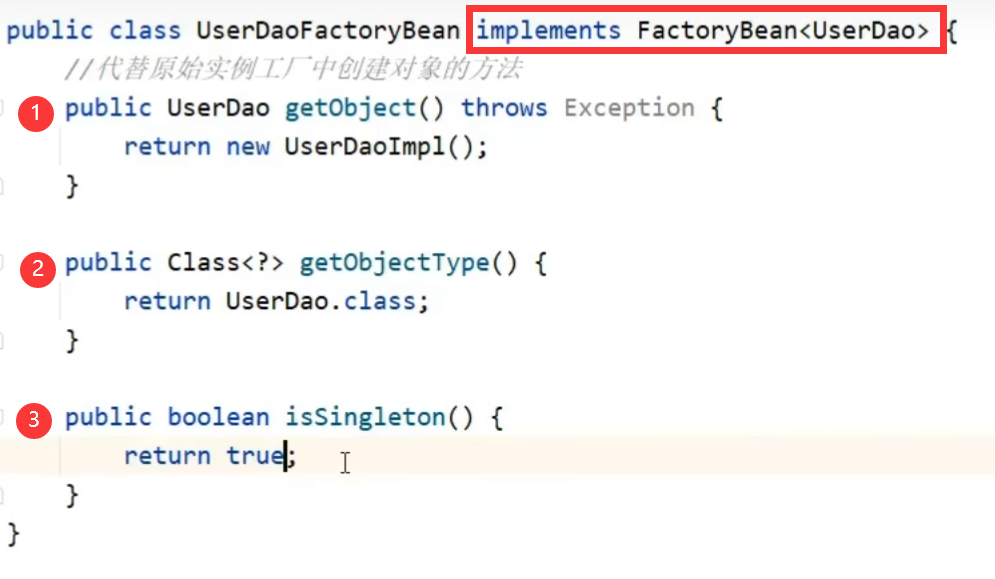 public class UserDaoFactoryBean implements FactoryBean<UserDao> {
//代替原始实例工厂中创建对象的方法
1 public UserDao getObject() throws Exception {
return new UserDaoImpl();
}
2 public Class<?> getObjectType() {
return UserDao.class;
}
3 public boolean isSingleton() {
return true;
}
}